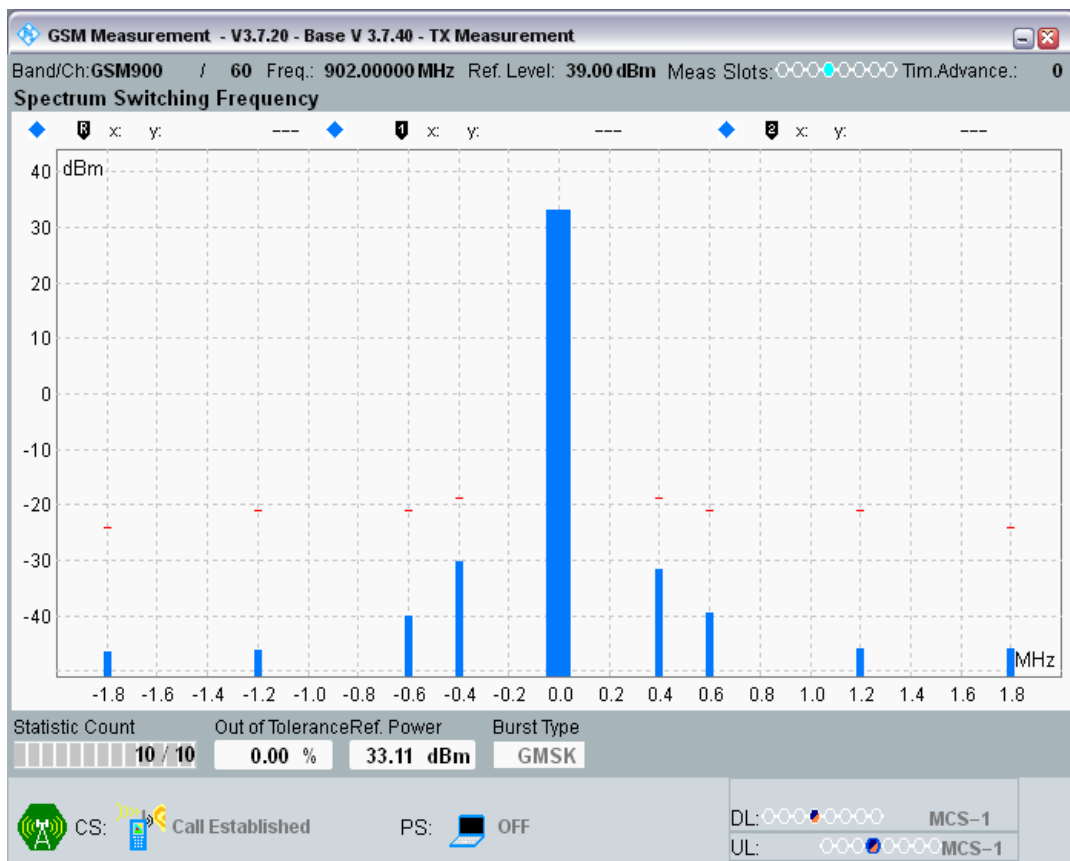 GSM Measurement - V3.7.20 - Base V 3.7.40 - TX Measurement
Band/Ch:GSM900 / 60 Freq.: 902.00000 MHz Ref. Level: 39.00 dBm Meas Slots: Tim.Advance.: 0
Spectrum Switching Frequency
R x: y: --- 1 x: y: --- 2 x: y: ---
dBm
40
30
20
10
0
-10
-20
-30
-40
MHz
-1.8 -1.6 -1.4 -1.2 -1.0 -0.8 -0.6 -0.4 -0.2 0.0 0.2 0.4 0.6 0.8 1.0 1.2 1.4 1.6 1.8
Statistic Count Out of Tolerance Ref. Power Burst Type
10 / 10 0.00 % 33.11 dBm GMSK
CS: Call Established PS: OFF
DL: MCS-1
UL: MCS-1